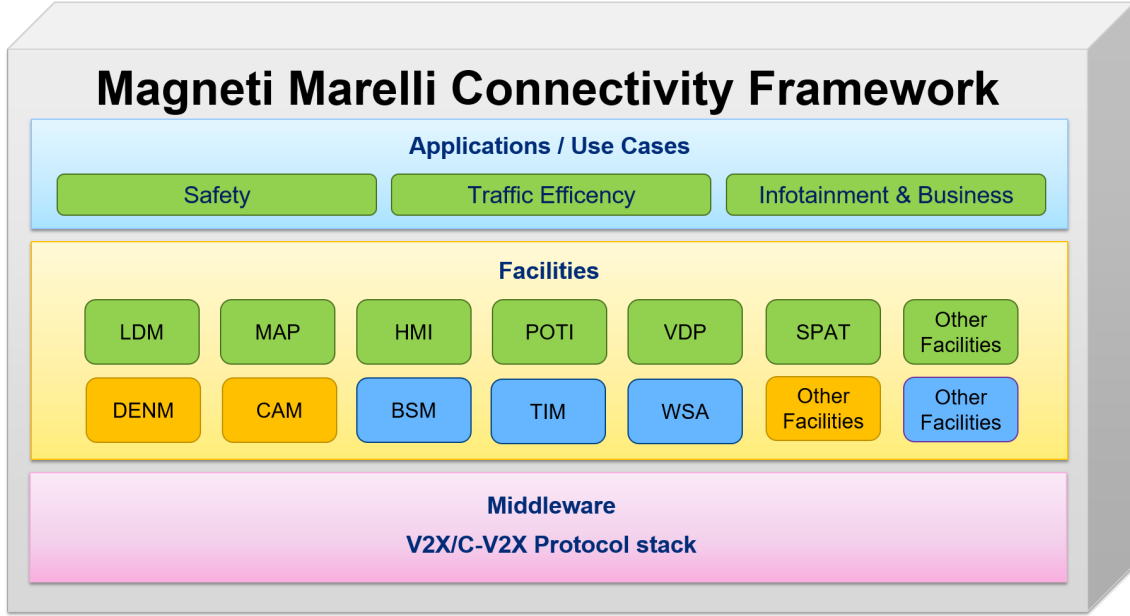 Magneti Marelli Connectivity Framework
Applications / Use Cases
Safety
Traffic Efficency
Infotainment & Business
Facilities
LDM
MAP
HMI
POTI
VDP
SPAT
Other
Facilities
DENM
CAM
BSM
TIM
WSA
Other
Facilities
Other
Facilities
Middleware
V2X/C-V2X Protocol stack